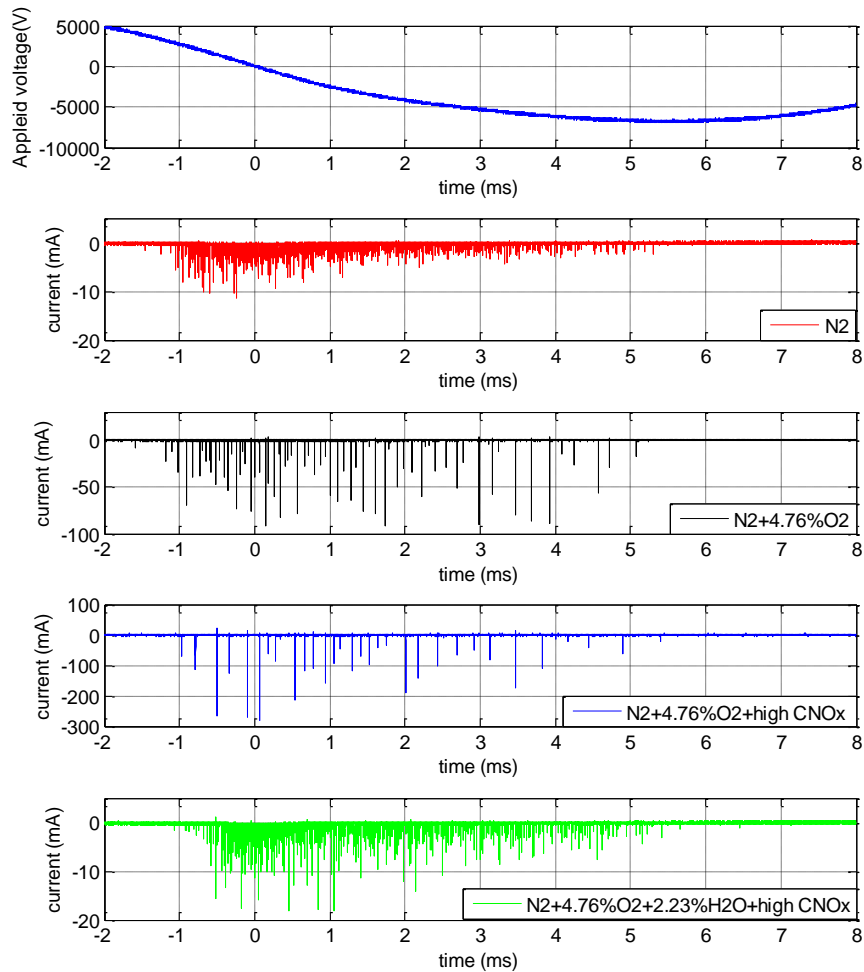 Appleid voltage(V)
5000
0
-5000
-10000
-2 -1 0 1 2 3 4 5 6 7 8
time (ms)
current (mA)
0
-10
-20
N2
-2 -1 0 1 2 3 4 5 6 7 8
time (ms)
current (mA)
0
-50
-100
N2+4.76%O2
-2 -1 0 1 2 3 4 5 6 7 8
time (ms)
current (mA)
100
0
-100
-200
-300
N2+4.76%O2+high CNOx
-2 -1 0 1 2 3 4 5 6 7 8
time (ms)
current (mA)
0
-10
-20
N2+4.76%O2+2.23%H2O+high CNOx
-2 -1 0 1 2 3 4 5 6 7 8
time (ms)